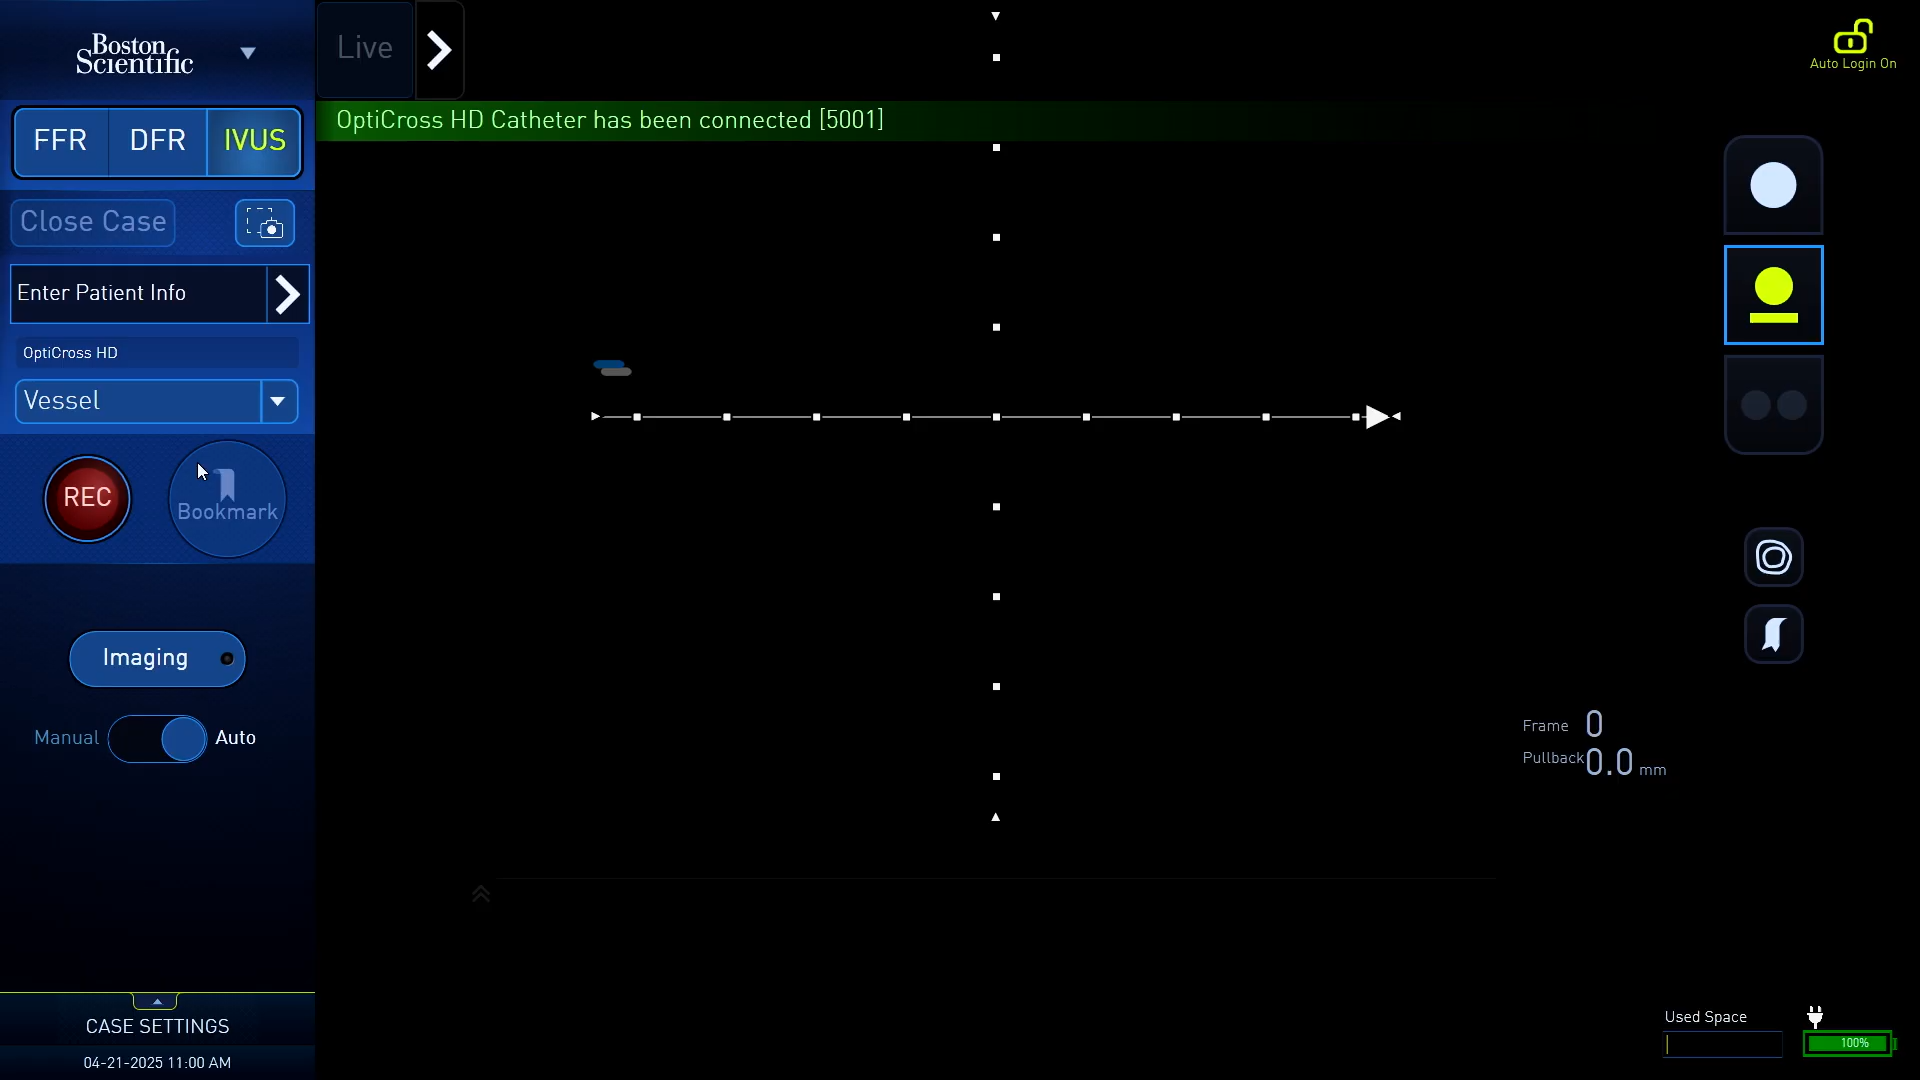 Boston
Scientific
Live
Auto Login On
OptiCross HD Catheter has been connected [5001]
FFR DFR IVUS
Close Case
Enter Patient Info
OptiCross HD
Vessel
REC
Bookmark
Imaging
Manual Auto
Frame 0
Pullback 0.0 mm
CASE SETTINGS
04-21-2025 11:00 AM
Used Space
100%